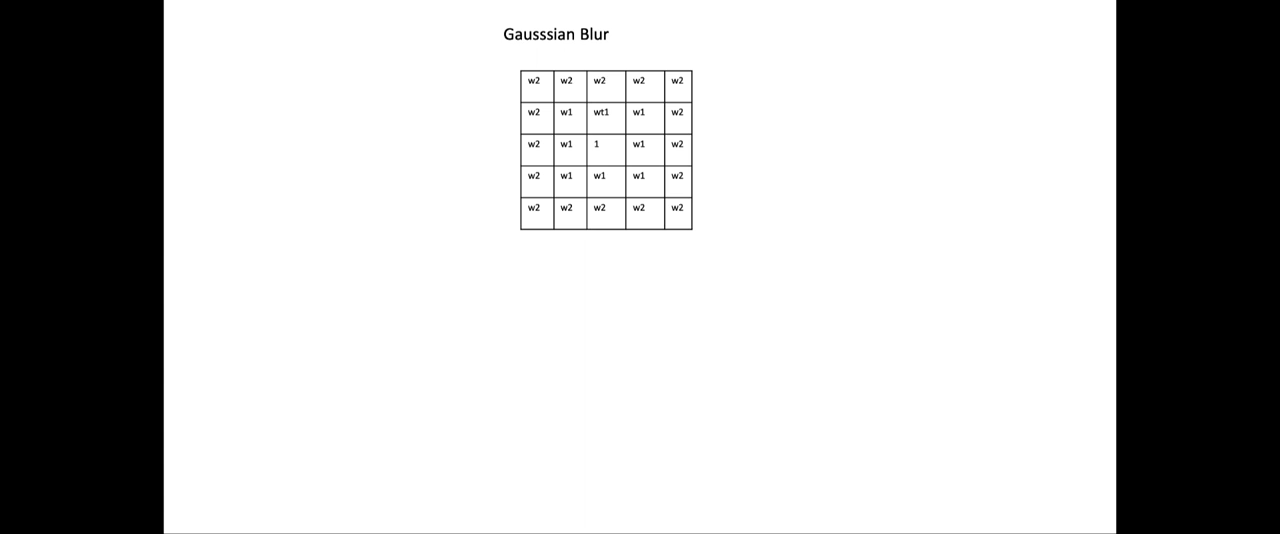 Gausssian Blur
w2 w2 w2 w2 w2
w2 w1 wt1 w1 w2
w2 w1 1 w1 w2
w2 w1 w1 w1 w2
w2 w2 w2 w2 w2